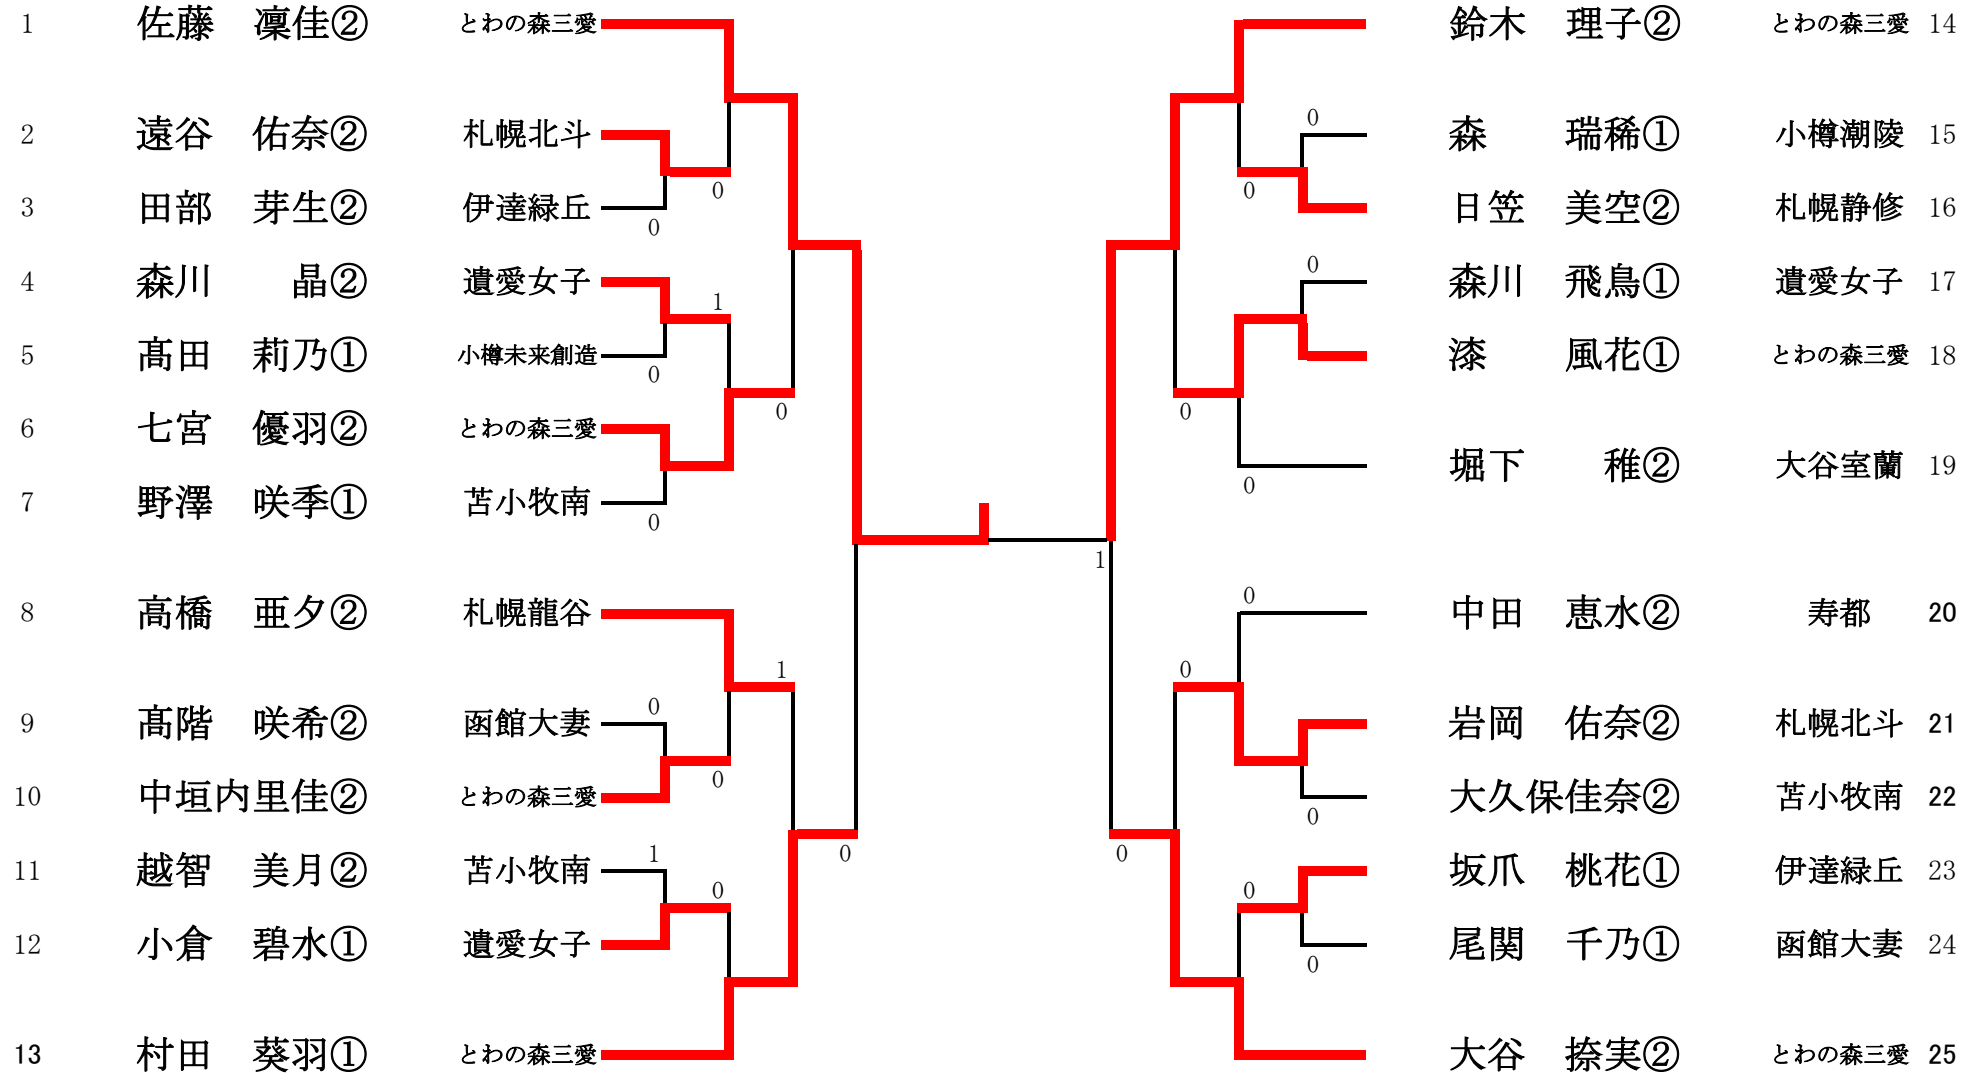 1 佐藤　凜佳② とわの森三愛
鈴木　理子② とわの森三愛 14
2 遠谷　佑奈② 札幌北斗
0
森　　瑞稀① 小樽潮陵 15
0
0
3 田部　芽生② 伊達緑丘
日笠　美空② 札幌静修 16
0
4 森川　　晶② 遺愛女子
0
森川　飛鳥① 遺愛女子 17
1
5 髙田　莉乃① 小樽未来創造
漆　　風花① とわの森三愛 18
0
0
0
6 七宮　優羽② とわの森三愛
堀下　　稚② 大谷室蘭 19
0
7 野澤　咲季① 苫小牧南
0
1
0
8 高橋　亜夕② 札幌龍谷
中田　恵水② 寿都 20
1
0
0
9 髙階　咲希② 函館大妻
岩岡　佑奈② 札幌北斗 21
0
10 中垣内里佳② とわの森三愛
大久保佳奈② 苫小牧南 22
0
1
0
0
11 越智　美月② 苫小牧南
坂爪　桃花① 伊達緑丘 23
0
0
12 小倉　碧水① 遺愛女子
尾関　千乃① 函館大妻 24
0
13 村田　葵羽① とわの森三愛
大谷　捺実② とわの森三愛 25